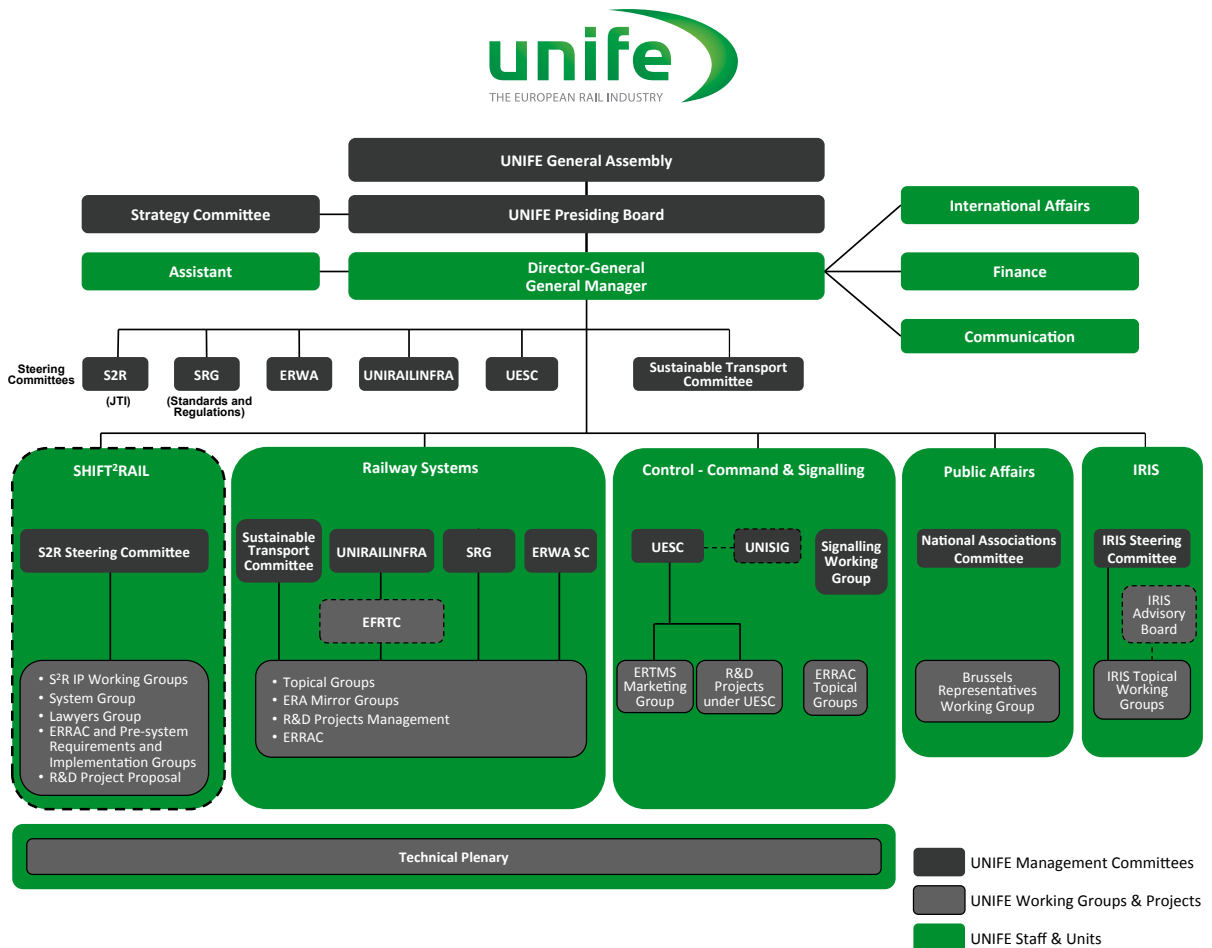 unife
THE EUROPEAN RAIL INDUSTRY
UNIFE General Assembly
Strategy Committee
UNIFE Presiding Board
International Affairs
Assistant
Director-General
General Manager
Finance
Communication
Steering
Committees
S2R
(JTI)
SRG
(Standards and
Regulations)
ERWA
UNIRAILINFRA
UESC
Sustainable Transport
Committee
SHIFT²RAIL
S2R Steering Committee
• S²R IP Working Groups
• System Group
• Lawyers Group
• ERRAC and Pre-system
Requirements and
Implementation Groups
• R&D Project Proposal
Railway Systems
Sustainable
Transport
Committee
UNIRAILINFRA
SRG
ERWA SC
EFRTC
• Topical Groups
• ERA Mirror Groups
• R&D Projects Management
• ERRAC
Control - Command & Signalling
UESC
UNISIG
Signalling
Working
Group
ERTMS
Marketing
Group
R&D
Projects
under UESC
ERRAC
Topical
Groups
Public Affairs
National Associations
Committee
Brussels
Representatives
Working Group
IRIS
IRIS Steering
Committee
IRIS
Advisory
Board
IRIS Topical
Working
Groups
Technical Plenary
UNIFE Management Committees
UNIFE Working Groups & Projects
UNIFE Staff & Units